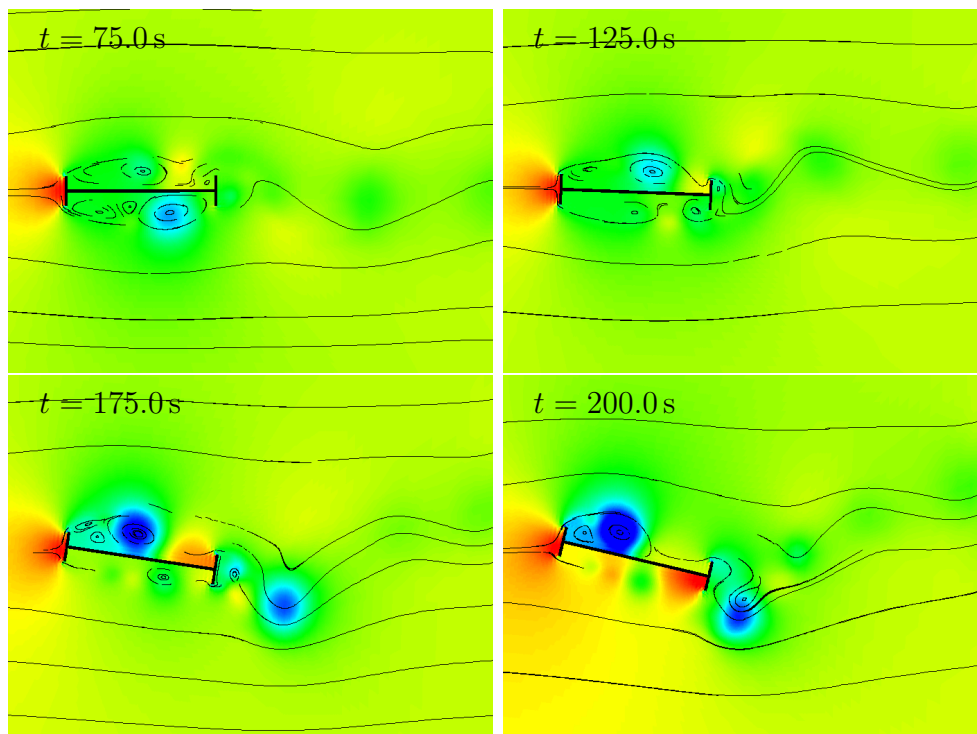 t = 75.0 s
t = 125.0 s
t = 175.0 s
t = 200.0 s